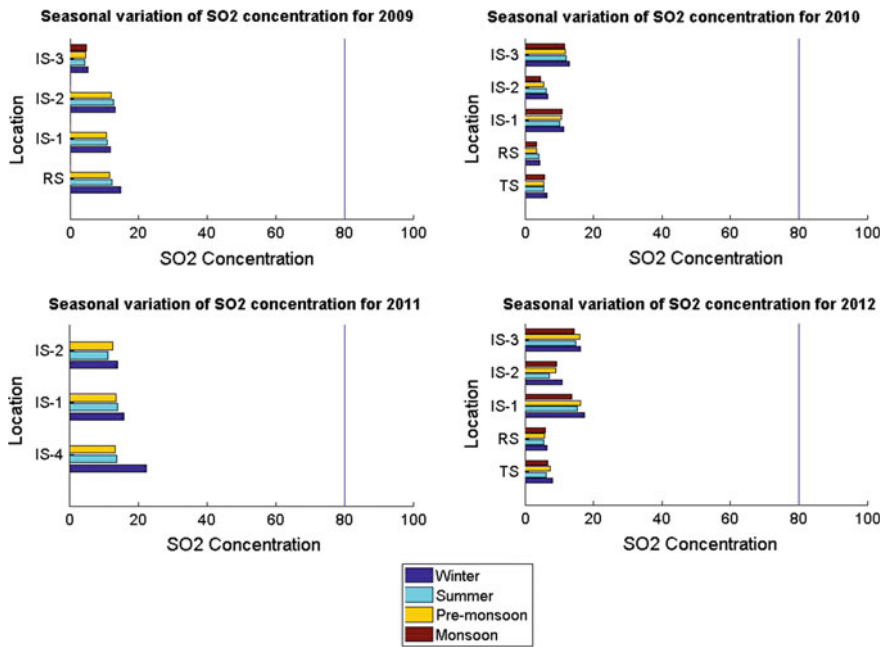 Seasonal variation of SO2 concentration for 2009
IS-3
IS-2
IS-1
RS
Location
0 20 40 60 80 100
SO2 Concentration
Seasonal variation of SO2 concentration for 2010
IS-3
IS-2
IS-1
RS
TS
Location
0 20 40 60 80 100
SO2 Concentration
Seasonal variation of SO2 concentration for 2011
IS-2
IS-1
IS-4
Location
0 20 40 60 80 100
SO2 Concentration
Seasonal variation of SO2 concentration for 2012
IS-3
IS-2
IS-1
RS
TS
Location
0 20 40 60 80 100
SO2 Concentration
Winter
Summer
Pre-monsoon
Monsoon